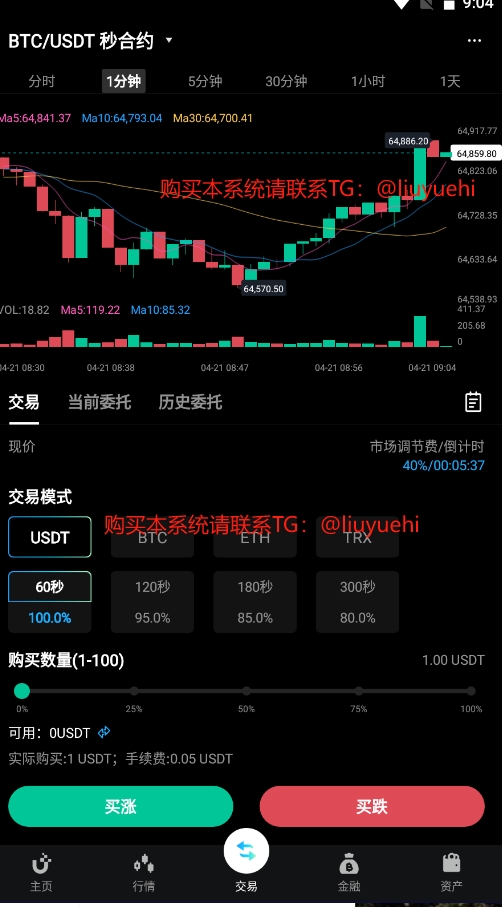 9:04
BTC/USDT 秒合约
分时 1分钟 5分钟 30分钟 1小时 1天
Ma5:64,841.37 Ma10:64,793.04 Ma30:64,700.41
64,917.77
64,886.20
64,859.80
64,823.06
购买本系统请联系TG：@liuyuehi
64,728.35
64,633.64
64,570.50
64,538.93
VOL:18.82 Ma5:119.22 Ma10:85.32
411.37
205.68
0
04-21 08:30 04-21 08:38 04-21 08:47 04-21 08:56 04-21 09:04
交易 当前委托 历史委托
现价 市场调节费/倒计时
40%/00:05:37
交易模式
购买本系统请联系TG：@liuyuehi
USDT BTC ETH TRX
60秒 120秒 180秒 300秒
100.0% 95.0% 85.0% 80.0%
购买数量(1-100) 1.00 USDT
0% 25% 50% 75% 100%
可用：0USDT
实际购买:1 USDT；手续费:0.05 USDT
买涨 买跌
主页 行情 交易 金融 资产